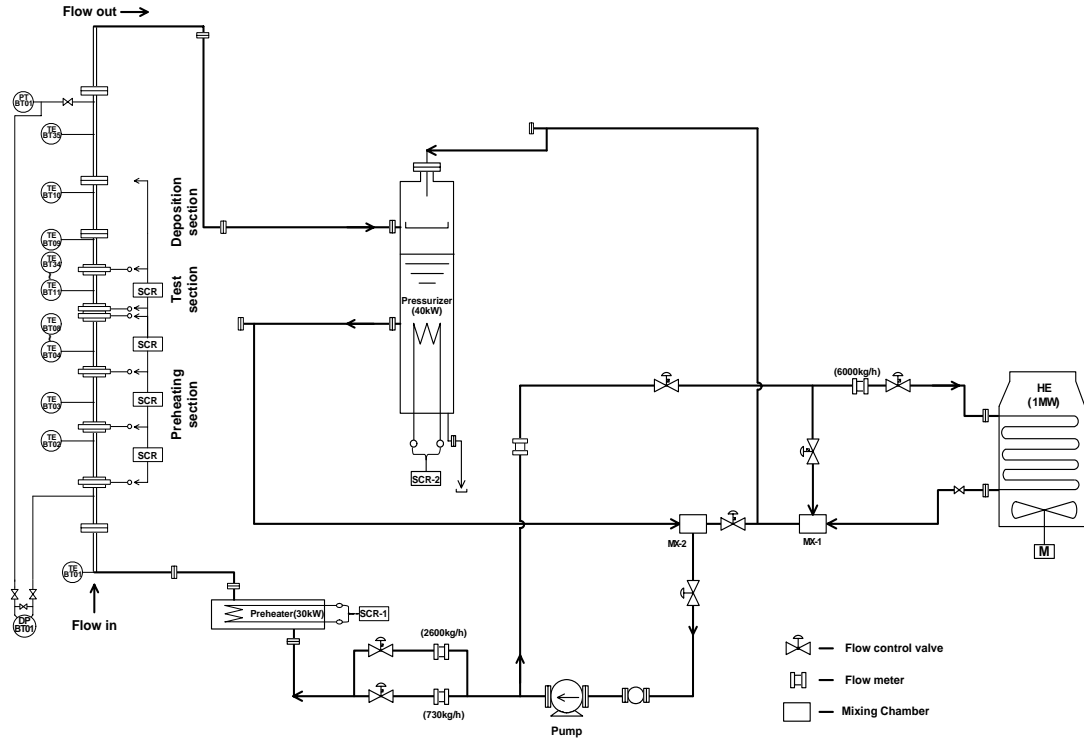 Flow out
PT
BT01
TE
BT35
TE
BT10
TE
BT09
TE
BT34
TE
BT11
TE
BT08
TE
BT04
TE
BT03
TE
BT02
TE
BT01
DP
BT01
Flow in
SCR
SCR
SCR
SCR
Deposition
section
Test
section
Preheating
section
Pressurizer
(40kW)
SCR-2
Preheater(30kW)
SCR-1
(2600kg/h)
(730kg/h)
Pump
MX-2
MX-1
(6000kg/h)
HE
(1MW)
M
Flow control valve
Flow meter
Mixing Chamber